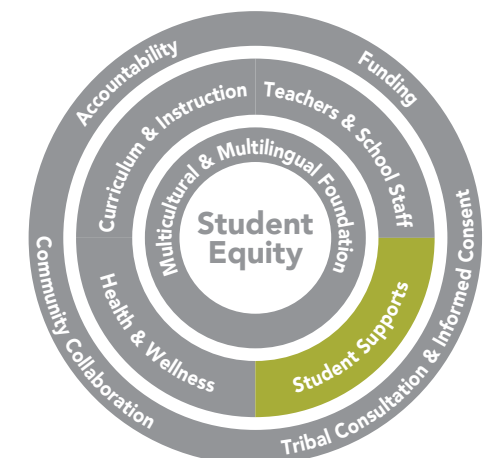 Accountability
Funding
Curriculum & Instruction
Teachers & School Staff
Multicultural & Multilingual Foundation
Student
Equity
Health & Wellness
Student Supports
Community Collaboration
Tribal Consultation & Informed Consent